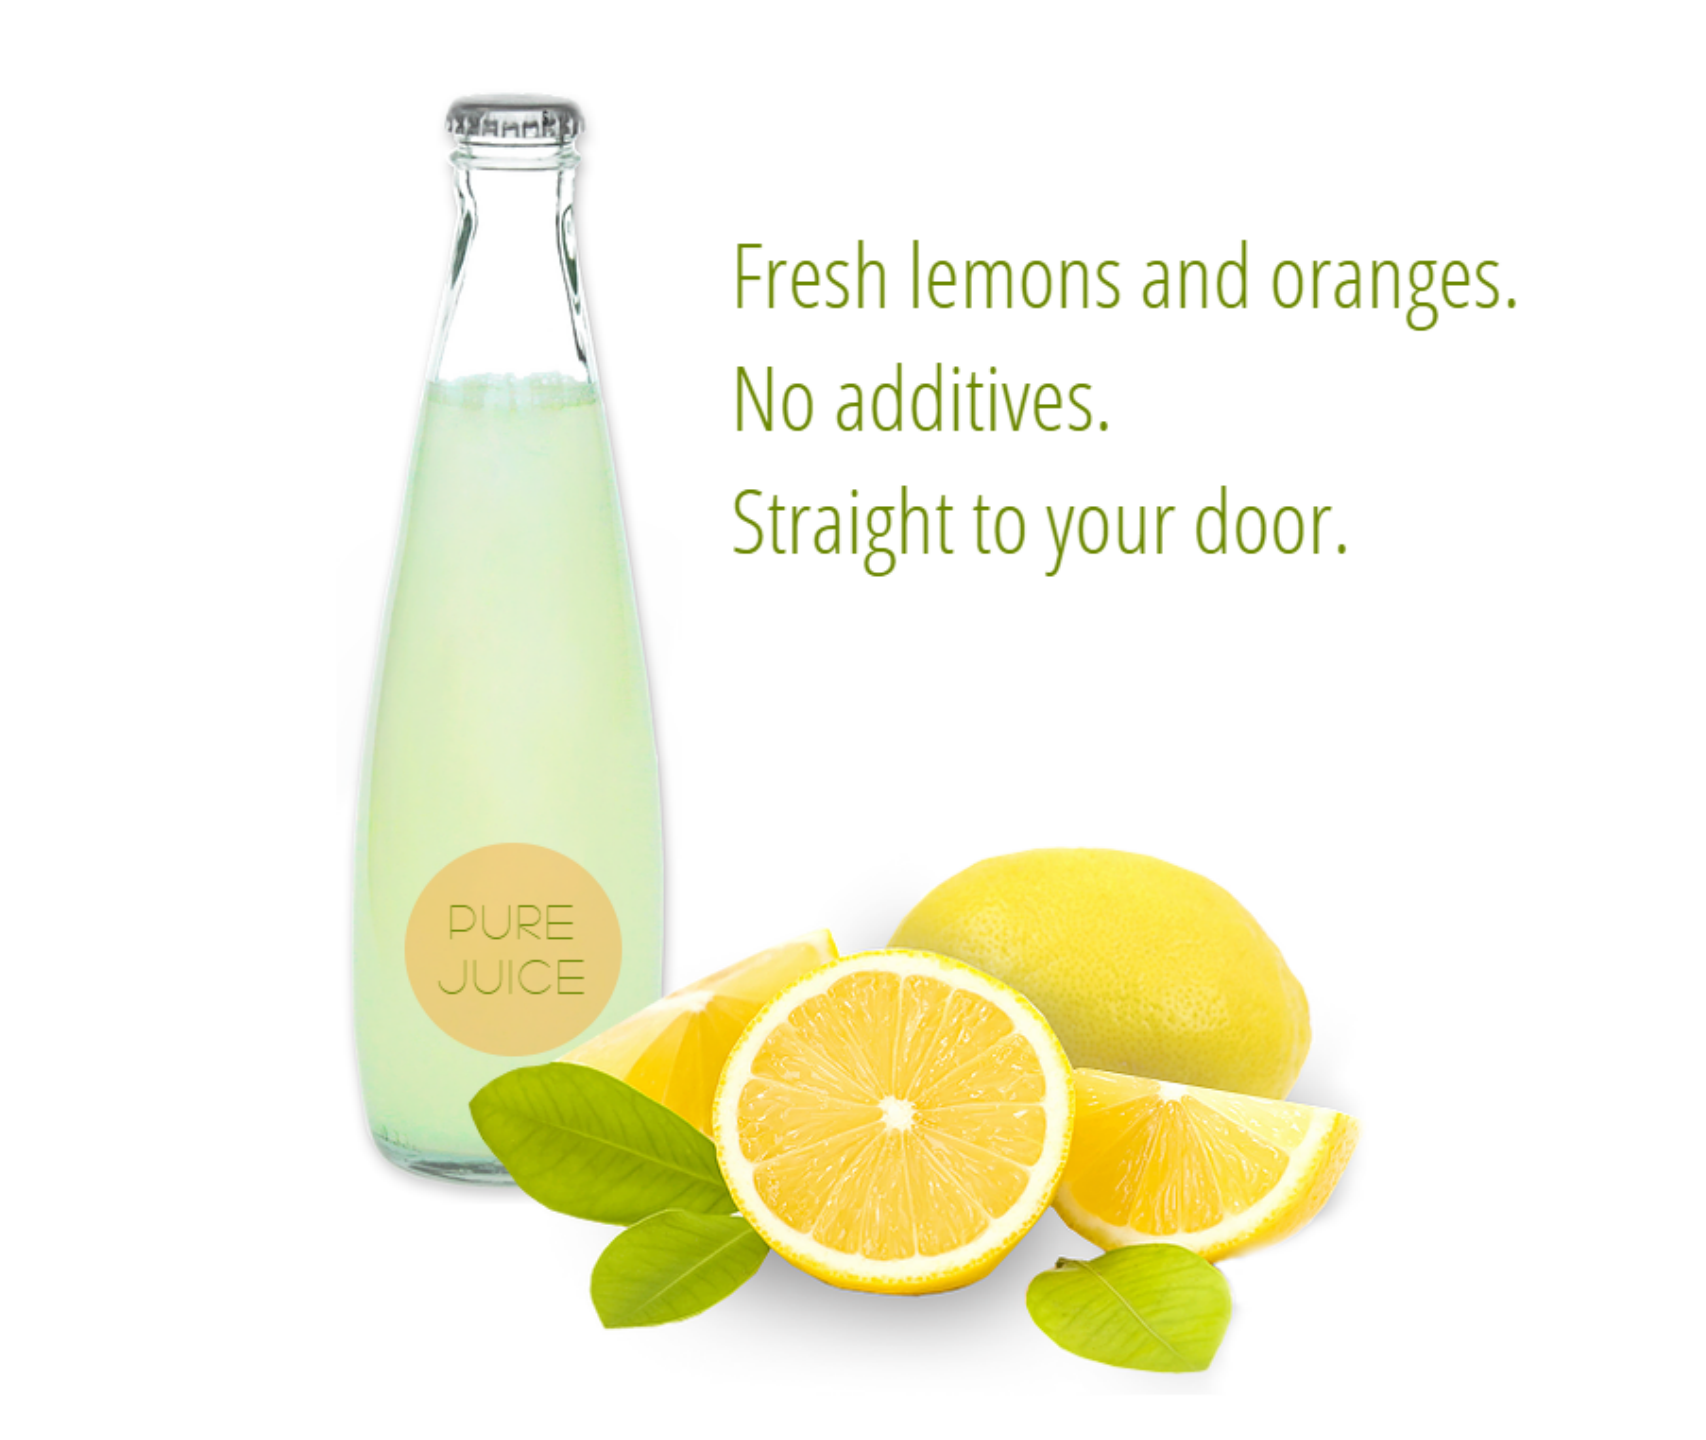 Fresh lemons and oranges.
No additives.
Straight to your door.
PURE
JUICE